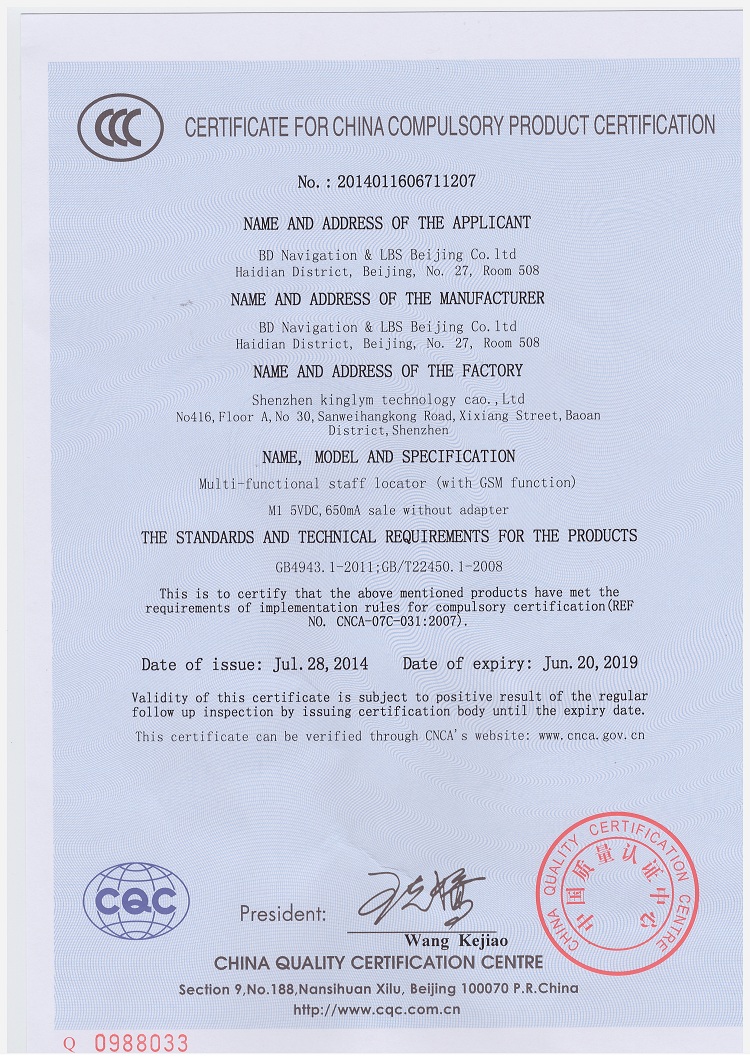 CCC
CERTIFICATE FOR CHINA COMPULSORY PRODUCT CERTIFICATION
No. : 2014011606711207
NAME AND ADDRESS OF THE APPLICANT
BD Navigation & LBS Beijing Co. ltd
Haidian District, Beijing, No. 27, Room 508
NAME AND ADDRESS OF THE MANUFACTURER
BD Navigation & LBS Beijing Co. ltd
Haidian District, Beijing, No. 27, Room 508
NAME AND ADDRESS OF THE FACTORY
Shenzhen kinglym technology cao.,Ltd
No416,Floor A,No 30,Sanweihangkong Road,Xixiang Street,Baoan
District,Shenzhen
NAME, MODEL AND SPECIFICATION
Multi-functional staff locator (with GSM function)
M1 5VDC,650mA sale without adapter
THE STANDARDS AND TECHNICAL REQUIREMENTS FOR THE PRODUCTS
GB4943.1-2011;GB/T22450.1-2008
This is to certify that the above mentioned products have met the
requirements of implementation rules for compulsory certification(REF
NO. CNCA-07C-031:2007).
Date of issue: Jul.28,2014 Date of expiry: Jun.20,2019
Validity of this certificate is subject to positive result of the regular
follow up inspection by issuing certification body until the expiry date.
This certificate can be verified through CNCA's website: www.cnca.gov.cn
CHINA QUALITY CERTIFICATION CENTRE
中国质量认证中心
CQC
President:
Wang Kejiao
CHINA QUALITY CERTIFICATION CENTRE
Section 9,No.188,Nansihuan Xilu, Beijing 100070 P.R.China
http://www.cqc.com.cn
Q 0988033